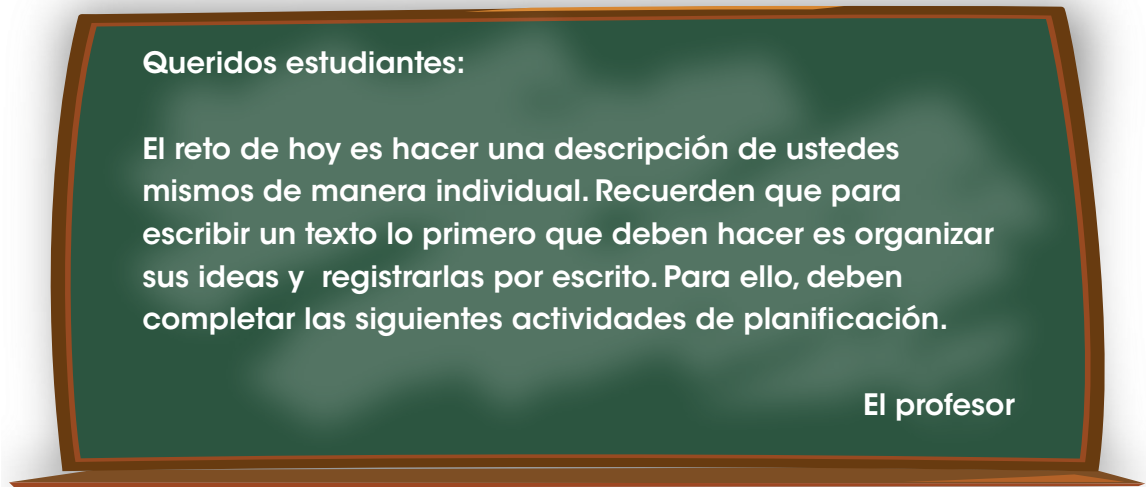 Queridos estudiantes:
El reto de hoy es hacer una descripción de ustedes
mismos de manera individual. Recuerden que para
escribir un texto lo primero que deben hacer es organizar
sus ideas y  registrarlas por escrito. Para ello, deben
completar las siguientes actividades de planificación.
El profesor